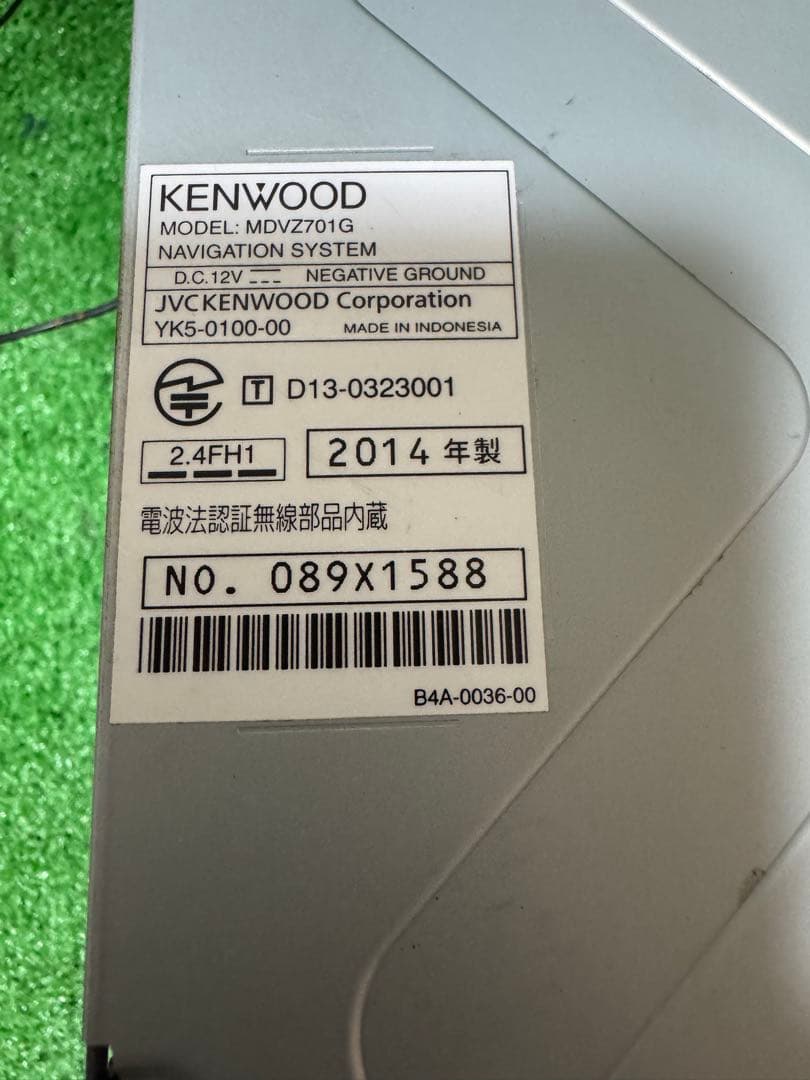 KENWOOD
MODEL: MDVZ701G
NAVIGATION SYSTEM
D.C.12V NEGATIVE GROUND
JVCKENWOOD Corporation
YK5-0100-00 MADE IN INDONESIA
T D13-0323001
2.4FH1 2014 年製
電波法認証無線部品内蔵
NO. 089X1588
B4A-0036-00